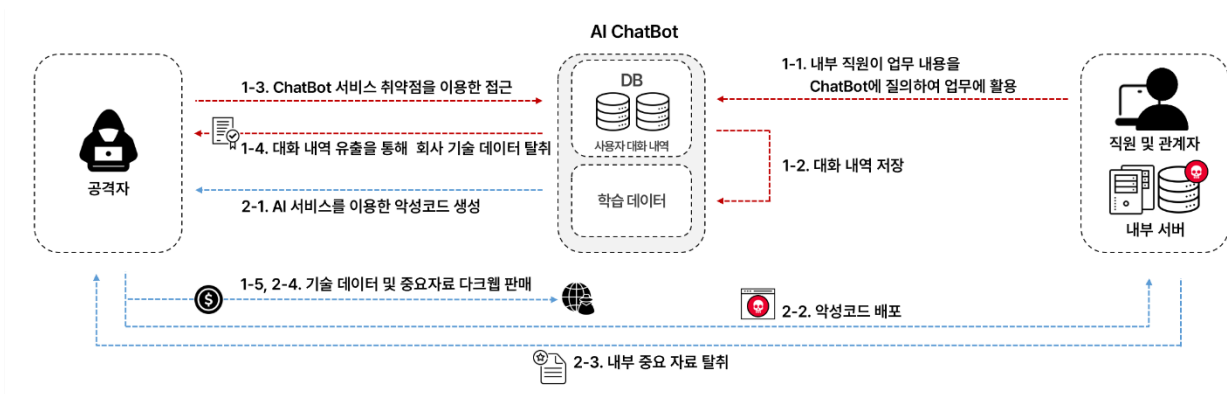 AI ChatBot
1-1. 내부 직원이 업무 내용을
ChatBot에 질의하여 업무에 활용
DB
1-3. ChatBot 서비스 취약점을 이용한 접근
사용자 대화 내역
1-4. 대화 내역 유출을 통해 회사 기술 데이터 탈취
직원 및 관계자
1-2. 대화 내역 저장
공격자
학습 데이터
2-1. AI 서비스를 이용한 악성코드 생성
내부 서버
1-5, 2-4. 기술 데이터 및 중요자료 다크웹 판매
$
2-2. 악성코드 배포
2-3. 내부 중요 자료 탈취